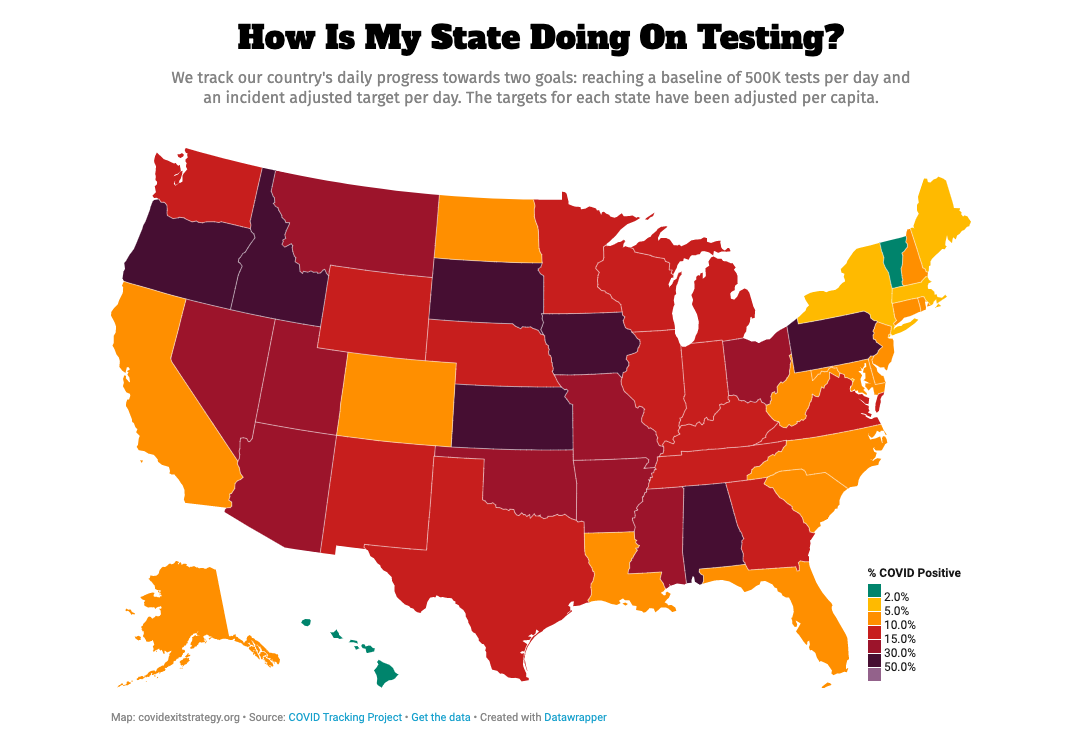 How Is My State Doing On Testing?
We track our country's daily progress towards two goals: reaching a baseline of 500K tests per day and
an incident adjusted target per day. The targets for each state have been adjusted per capita.
% COVID Positive
2.0%
5.0%
10.0%
15.0%
30.0%
50.0%
Map: covidexitstrategy.org • Source: COVID Tracking Project • Get the data • Created with Datawrapper